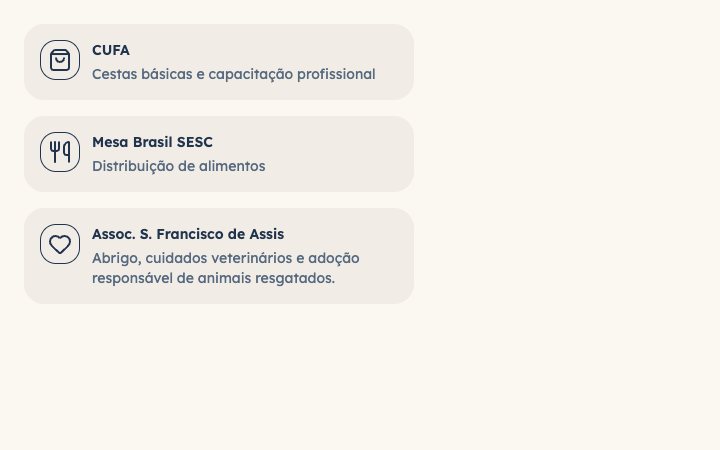 CUFA
Cestas básicas e capacitação profissional
Mesa Brasil SESC
Distribuição de alimentos
Assoc. S. Francisco de Assis
Abrigo, cuidados veterinários e adoção
responsável de animais resgatados.